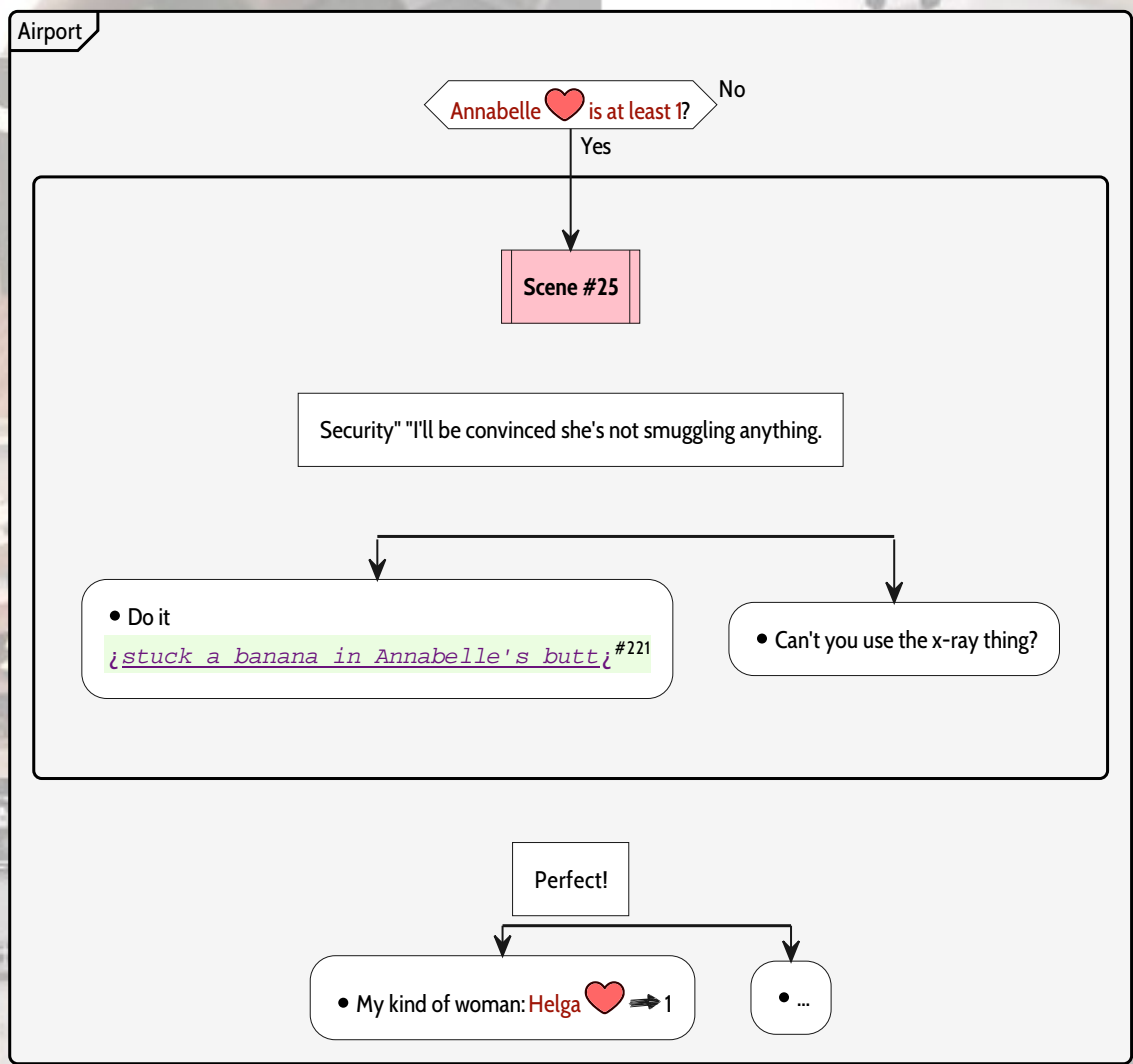 Airport
Annabelle is at least 1?
No
Yes
Scene #25
Security" "I'll be convinced she's not smuggling anything.
• Do it
¿stuck a banana in Annabelle's butt¿#221
• Can't you use the x-ray thing?
Perfect!
• My kind of woman: Helga 1
• ...